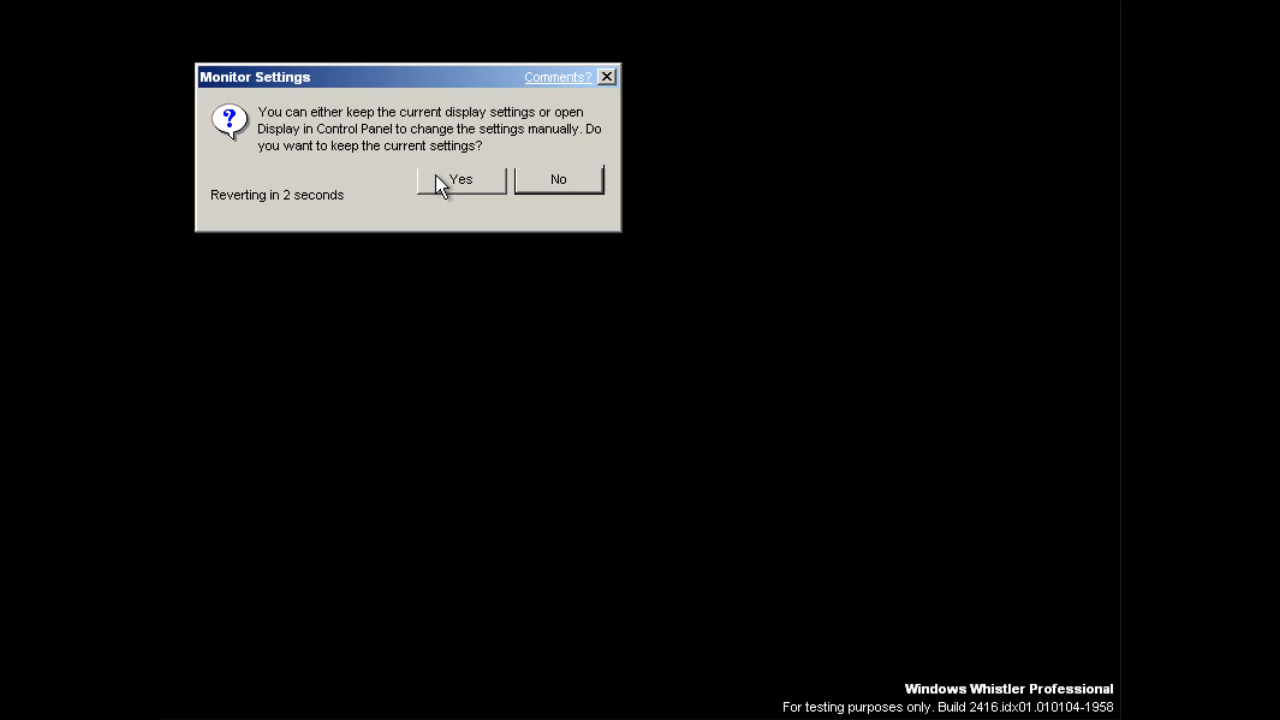 Monitor Settings
Comments?
You can either keep the current display settings or open
Display in Control Panel to change the settings manually. Do
you want to keep the current settings?
Yes
No
Reverting in 2 seconds
Windows Whistler Professional
For testing purposes only. Build 2416.idx01.010104-1958